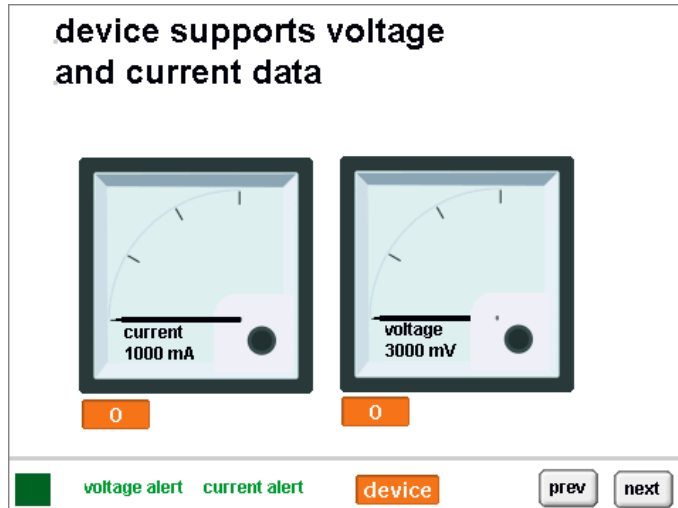 device supports voltage
and current data
current
1000 mA
voltage
3000 mV
0
0
voltage alert current alert device prev next